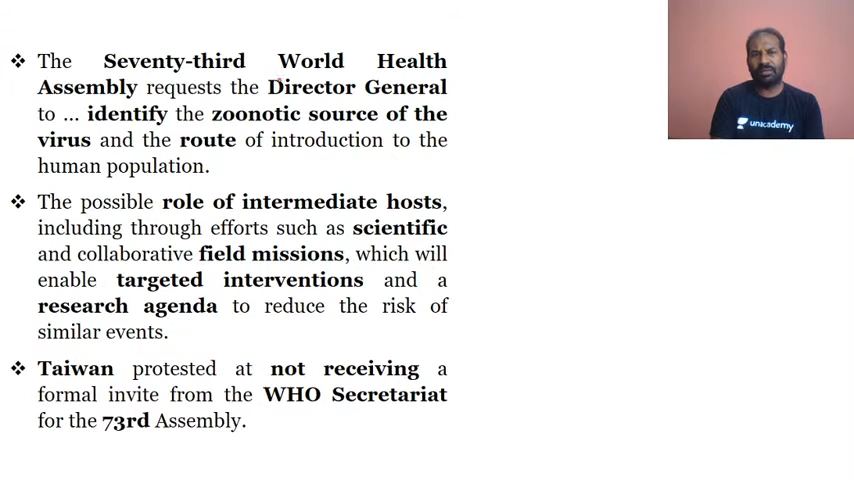 ❖ The Seventy-third World Health
Assembly requests the Director General
to ... identify the zoonotic source of the
virus and the route of introduction to the
human population.
❖ The possible role of intermediate hosts,
including through efforts such as scientific
and collaborative field missions, which will
enable targeted interventions and a
research agenda to reduce the risk of
similar events.
❖ Taiwan protested at not receiving a
formal invite from the WHO Secretariat
for the 73rd Assembly.
unacademy